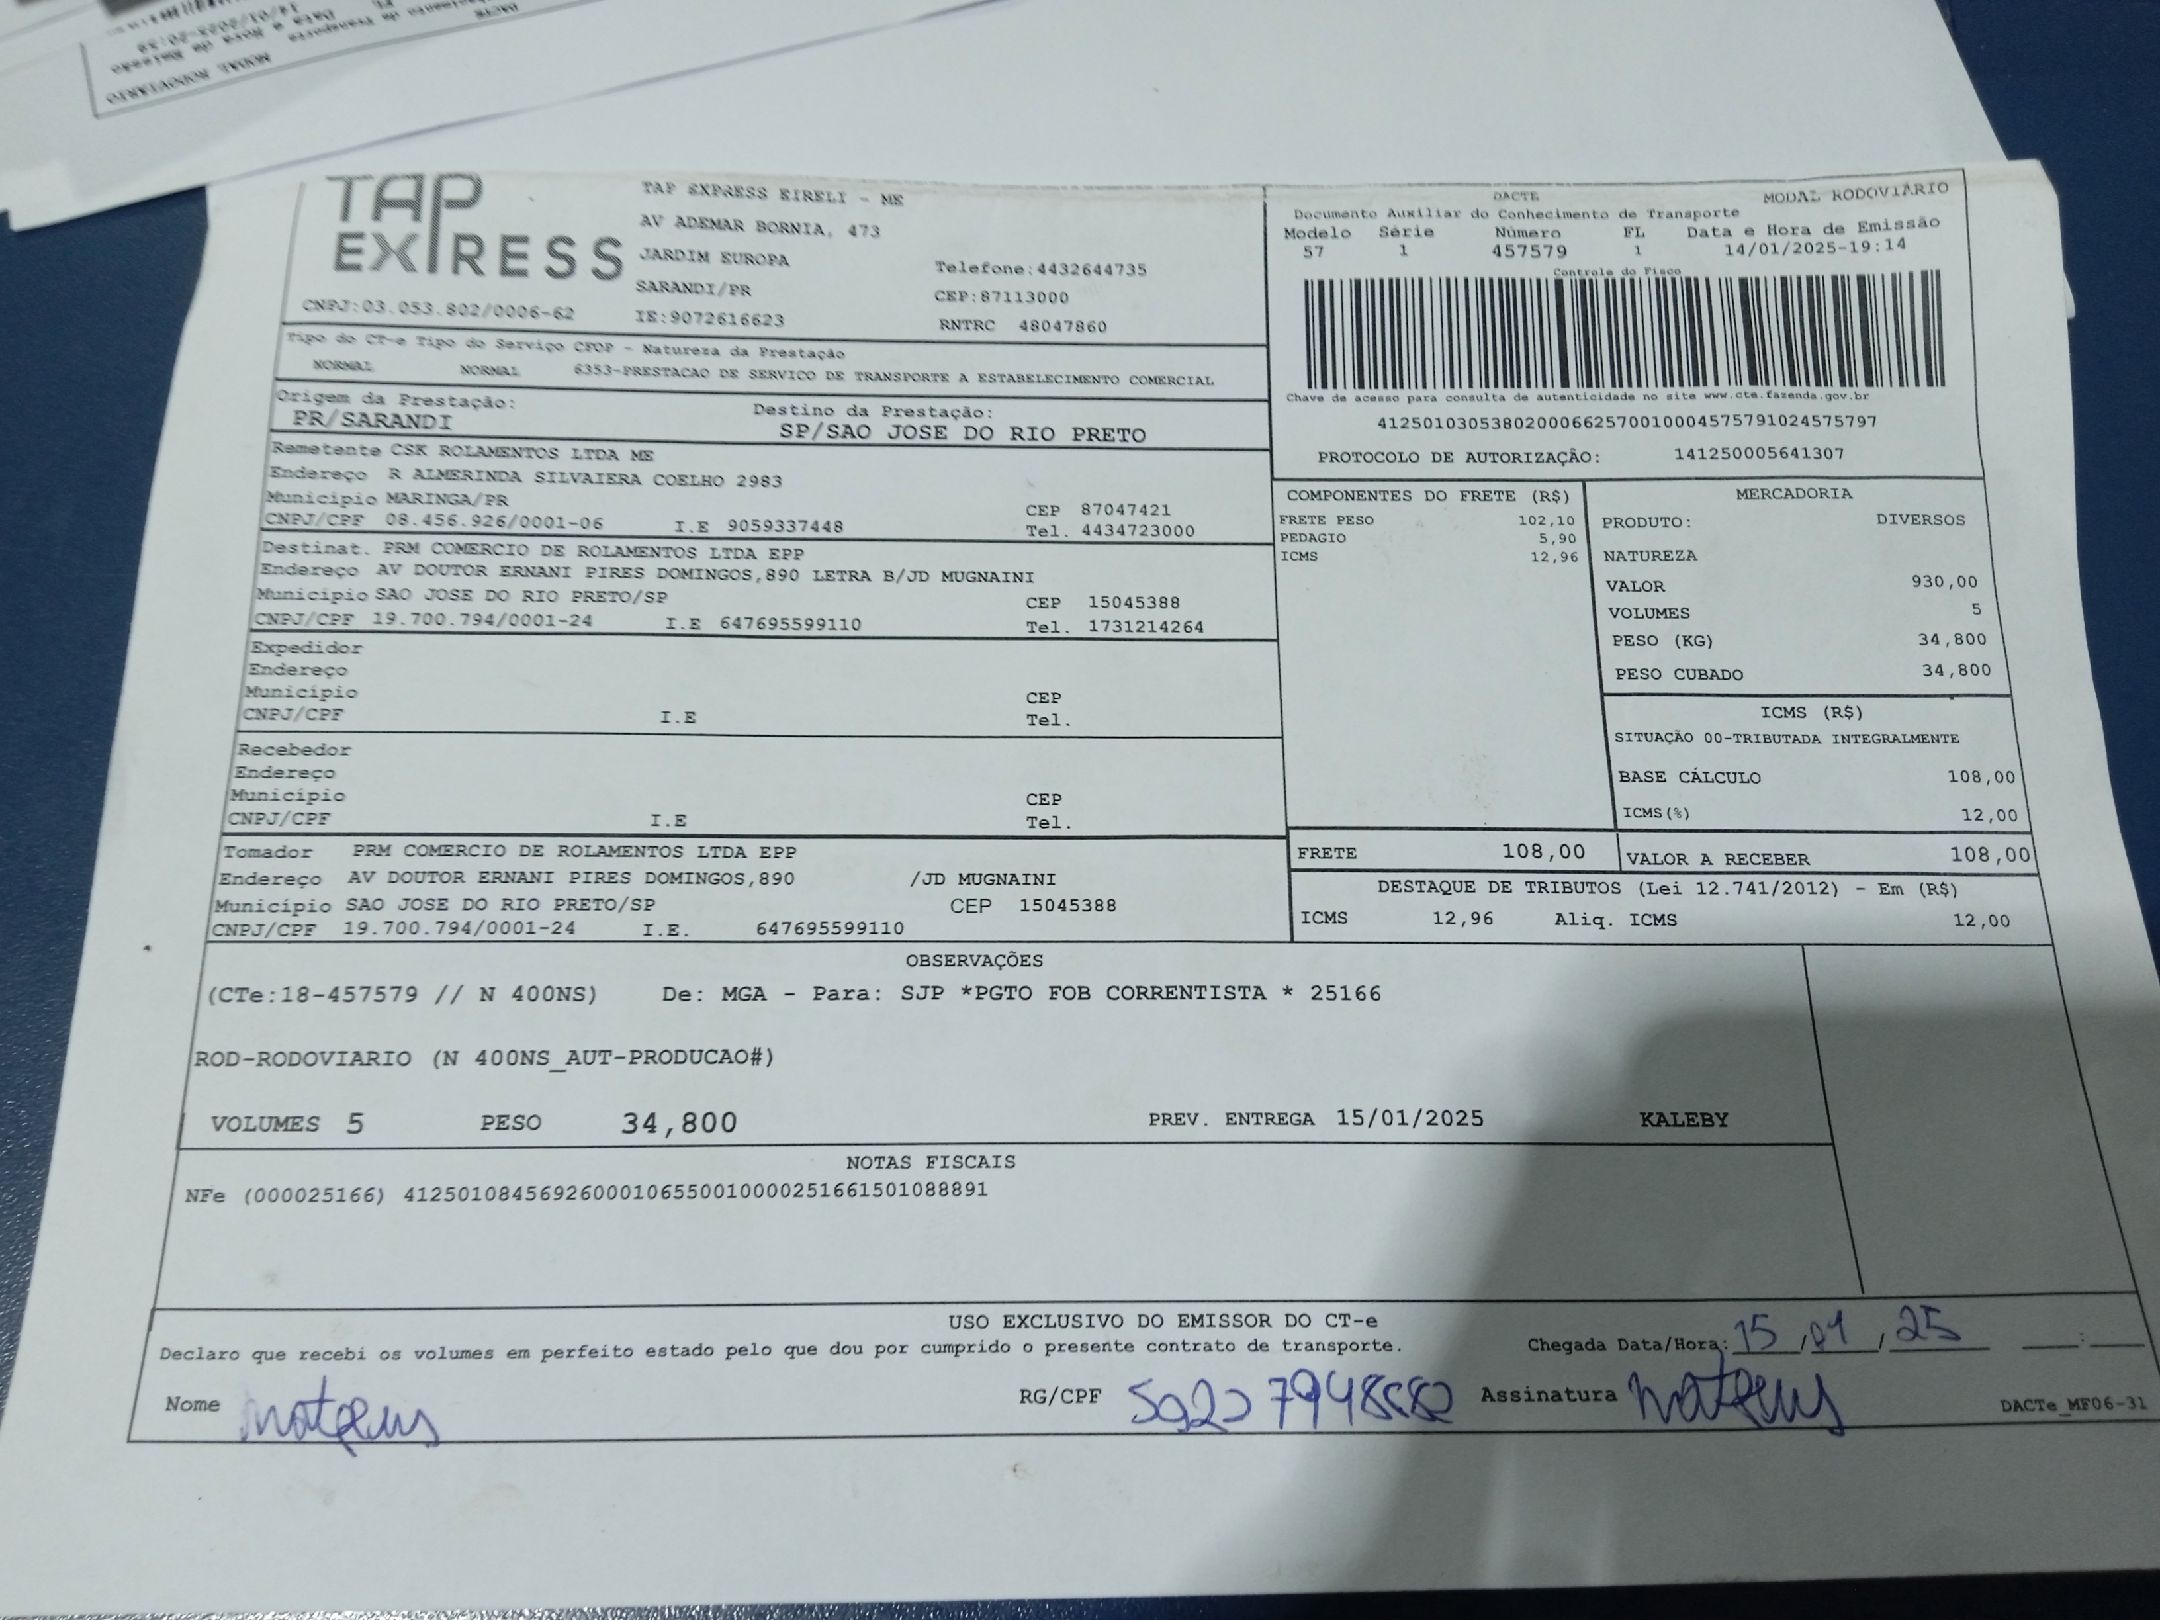 DACTE
MODAL RODOVIÁRIO
Data e Hora de Emissão
TAP EXPRESS
TAP EXPRESS EIRELI - ME
AV ADEMAR BORNIA, 473
JARDIM EUROPA
Telefone:4432644735
SARANDI/PR
CEP:87113000
CNPJ:03.053.802/0006-62
IE:9072616623
RNTRC 48047860
DACTE
MODAL RODOVIÁRIO
Documento Auxiliar do Conhecimento de Transporte
Modelo Série Número FL Data e Hora de Emissão
57 1 457579 1 14/01/2025-19:14
Controle do Fisco
Chave de acesso para consulta de autenticidade no site www.cte.fazenda.gov.br
41250103053802000662570010004575791024575797
PROTOCOLO DE AUTORIZAÇÃO: 141250005641307
Tipo do CT-e Tipo do Serviço CFOP - Natureza da Prestação
NORMAL NORMAL 6353-PRESTACAO DE SERVICO DE TRANSPORTE A ESTABELECIMENTO COMERCIAL
Origem da Prestação: Destino da Prestação:
PR/SARANDI SP/SAO JOSE DO RIO PRETO
Remetente CSK ROLAMENTOS LTDA ME
Endereço R ALMERINDA SILVAIERA COELHO 2983
Município MARINGA/PR CEP 87047421
CNPJ/CPF 08.456.926/0001-06 I.E 9059337448 Tel. 4434723000
Destinat. PRM COMERCIO DE ROLAMENTOS LTDA EPP
Endereço AV DOUTOR ERNANI PIRES DOMINGOS,890 LETRA B/JD MUGNAINI
Município SAO JOSE DO RIO PRETO/SP CEP 15045388
CNPJ/CPF 19.700.794/0001-24 I.E 647695599110 Tel. 1731214264
Expedidor
Endereço
Município CEP
CNPJ/CPF I.E Tel.
Recebedor
Endereço
Município CEP
CNPJ/CPF I.E Tel.
Tomador PRM COMERCIO DE ROLAMENTOS LTDA EPP
Endereço AV DOUTOR ERNANI PIRES DOMINGOS,890 /JD MUGNAINI
Município SAO JOSE DO RIO PRETO/SP CEP 15045388
CNPJ/CPF 19.700.794/0001-24 I.E. 647695599110
COMPONENTES DO FRETE (R$)
FRETE PESO 102,10
PEDAGIO 5,90
ICMS 12,96
MERCADORIA
PRODUTO: DIVERSOS
NATUREZA
VALOR 930,00
VOLUMES 5
PESO (KG) 34,800
PESO CUBADO 34,800
ICMS (R$)
SITUAÇÃO 00-TRIBUTADA INTEGRALMENTE
BASE CÁLCULO 108,00
ICMS(%) 12,00
FRETE 108,00 VALOR A RECEBER 108,00
DESTAQUE DE TRIBUTOS (Lei 12.741/2012) - Em (R$)
ICMS 12,96 Aliq. ICMS 12,00
OBSERVAÇÕES
(CTe:18-457579 // N 400NS) De: MGA - Para: SJP *PGTO FOB CORRENTISTA * 25166
ROD-RODOVIARIO (N 400NS_AUT-PRODUCAO#)
VOLUMES 5 PESO 34,800 PREV. ENTREGA 15/01/2025 KALEBY
NOTAS FISCAIS
NFe (000025166) 41250108456926000106550010000251661501088891
USO EXCLUSIVO DO EMISSOR DO CT-e
Declaro que recebi os volumes em perfeito estado pelo que dou por cumprido o presente contrato de transporte.
Chegada Data/Hora: 15/01/25 __:__
Nome Mateus RG/CPF Assinatura Mateus
DACTe_MF06-31